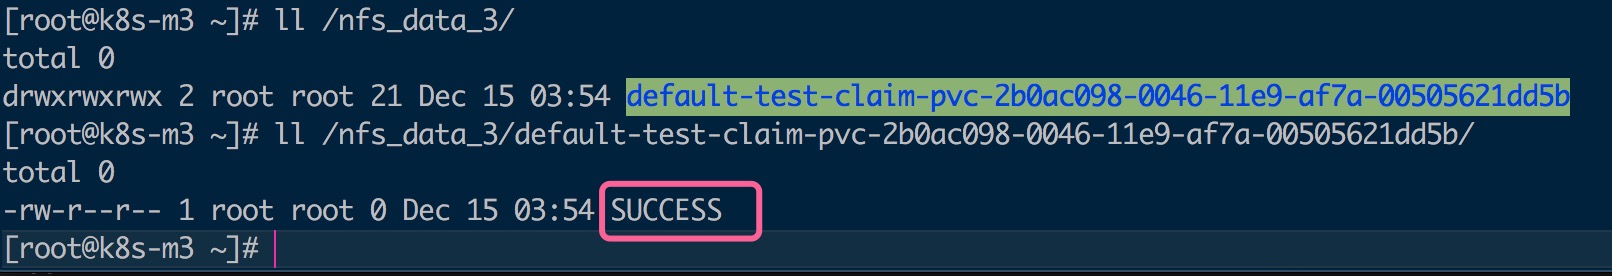 [root@k8s-m3 ~]# ll /nfs_data_3/
total 0
drwxrwxrwx 2 root root 21 Dec 15 03:54 default-test-claim-pvc-2b0ac098-0046-11e9-af7a-00505621dd5b
[root@k8s-m3 ~]# ll /nfs_data_3/default-test-claim-pvc-2b0ac098-0046-11e9-af7a-00505621dd5b/
total 0
-rw-r--r-- 1 root root 0 Dec 15 03:54 SUCCESS
[root@k8s-m3 ~]#